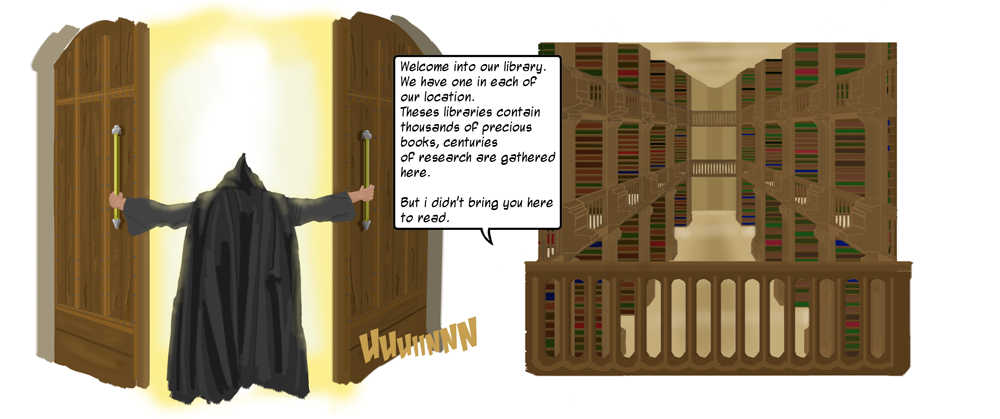 Welcome into our library.
We have one in each of
our location.
Theses libraries contain
thousands of precious
books, centuries
of research are gathered
here.
But i didn't bring you here
to read.
UUUIINNN